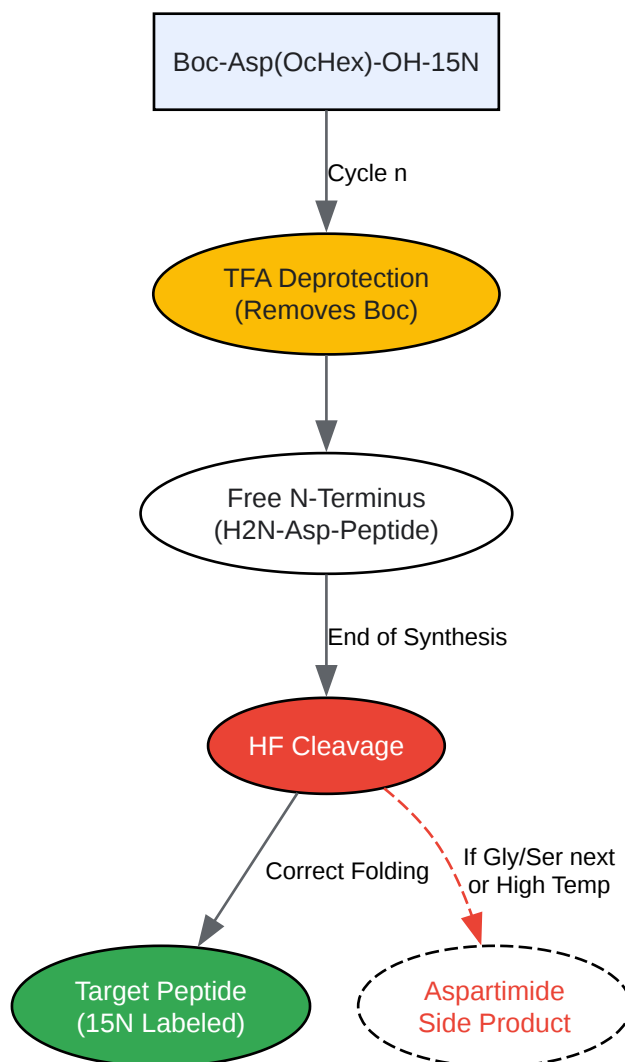 Boc-Asp(OcHex)-OH-15N
Cycle n
TFA Deprotection
(Removes Boc)
Free N-Terminus
(H2N-Asp-Peptide)
End of Synthesis
HF Cleavage
Correct Folding
If Gly/Ser next
or High Temp
Target Peptide
(15N Labeled)
Aspartimide
Side Product